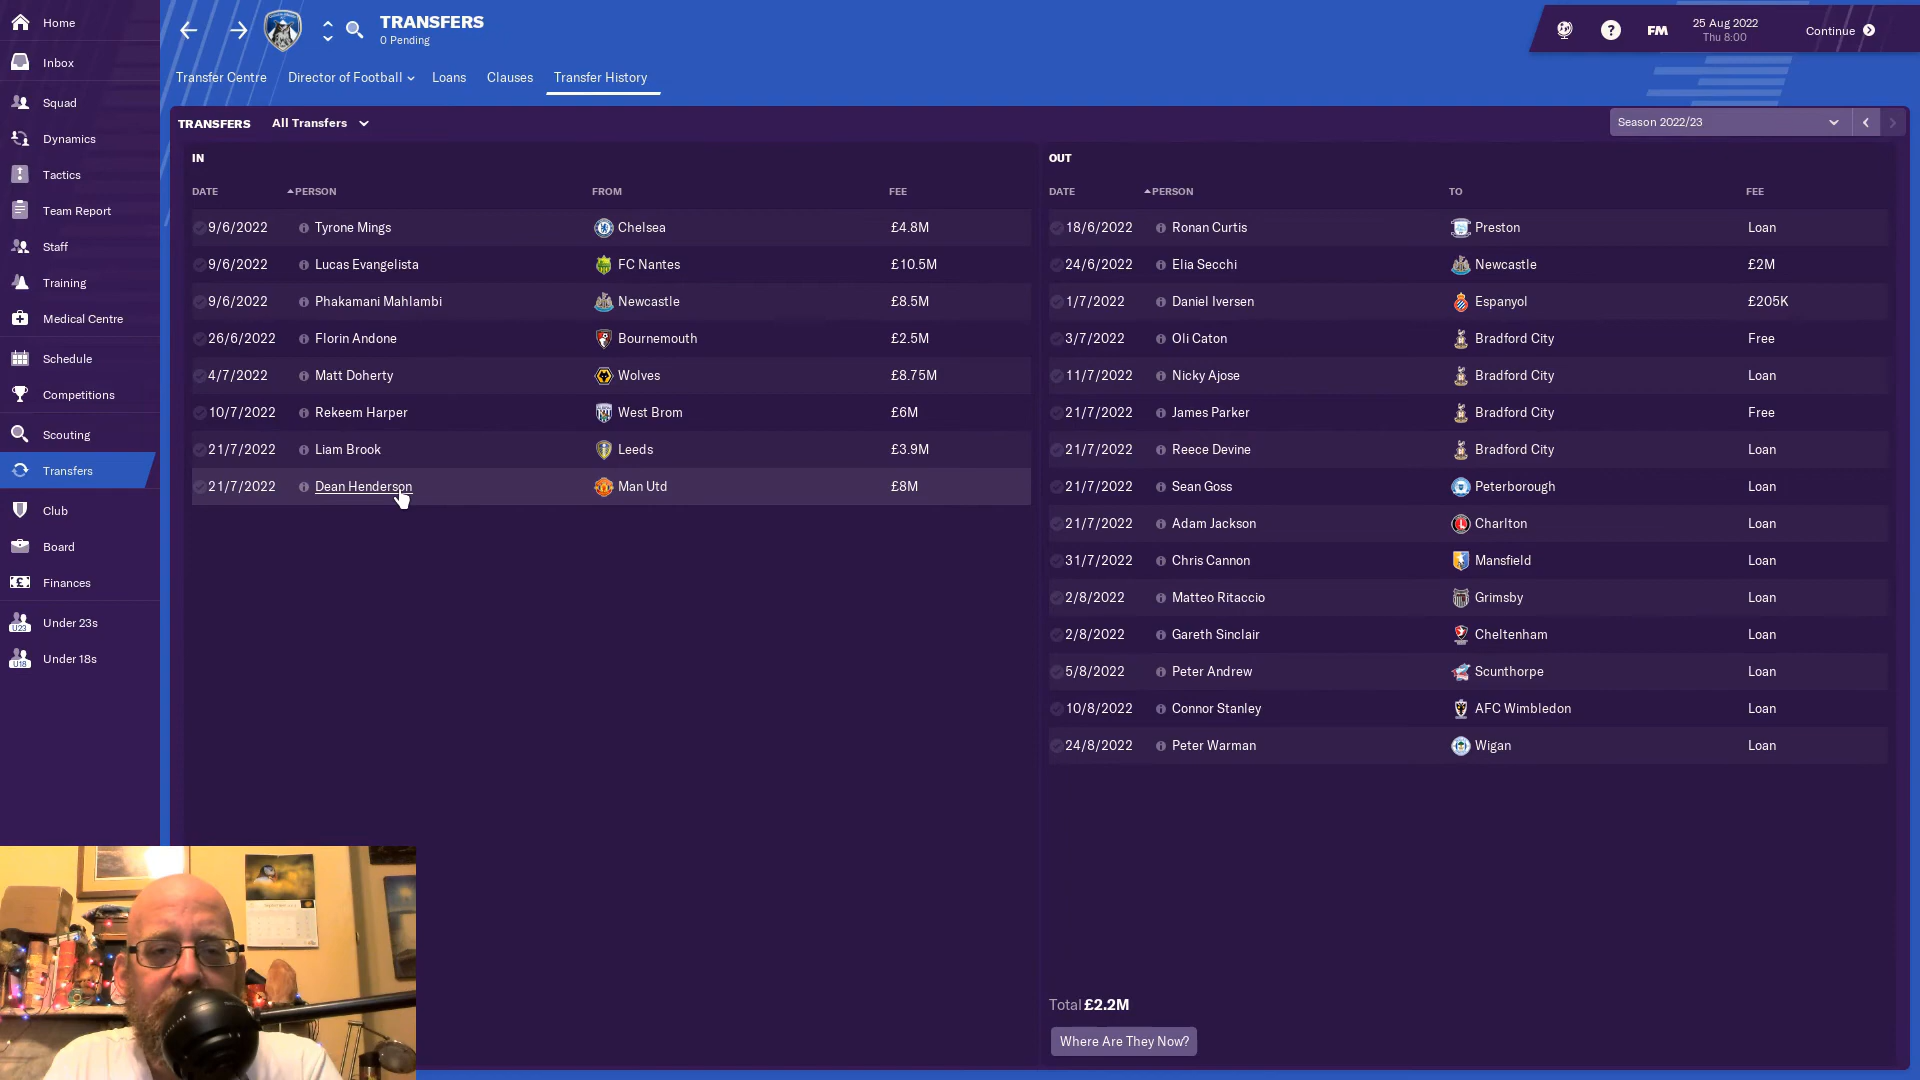 Home
Inbox
Squad
Dynamics
Tactics
Team Report
Staff
Training
Medical Centre
Schedule
Competitions
Scouting
Transfers
Club
Board
Finances
U23 Under 23s
U18 Under 18s
TRANSFERS
0 Pending
? FM 25 Aug 2022 Continue
Thu 8:00
Transfer Centre Director of Football Loans Clauses Transfer History
TRANSFERS All Transfers Season 2022/23
IN
DATE PERSON FROM FEE
9/6/2022 Tyrone Mings Chelsea £4.8M
9/6/2022 Lucas Evangelista FC Nantes £10.5M
9/6/2022 Phakamani Mahlambi Newcastle £8.5M
26/6/2022 Florin Andone Bournemouth £2.5M
4/7/2022 Matt Doherty Wolves £8.75M
10/7/2022 Rekeem Harper West Brom £6M
21/7/2022 Liam Brook Leeds £3.9M
21/7/2022 Dean Henderson Man Utd £8M
OUT
DATE PERSON TO FEE
18/6/2022 Ronan Curtis Preston Loan
24/6/2022 Elia Secchi Newcastle £2M
1/7/2022 Daniel Iversen Espanyol £205K
3/7/2022 Oli Caton Bradford City Free
11/7/2022 Nicky Ajose Bradford City Loan
21/7/2022 James Parker Bradford City Free
21/7/2022 Reece Devine Bradford City Loan
21/7/2022 Sean Goss Peterborough Loan
21/7/2022 Adam Jackson Charlton Loan
31/7/2022 Chris Cannon Mansfield Loan
2/8/2022 Matteo Ritaccio Grimsby Loan
2/8/2022 Gareth Sinclair Cheltenham Loan
5/8/2022 Peter Andrew Scunthorpe Loan
10/8/2022 Connor Stanley AFC Wimbledon Loan
24/8/2022 Peter Warman Wigan Loan
Total £2.2M
Where Are They Now?